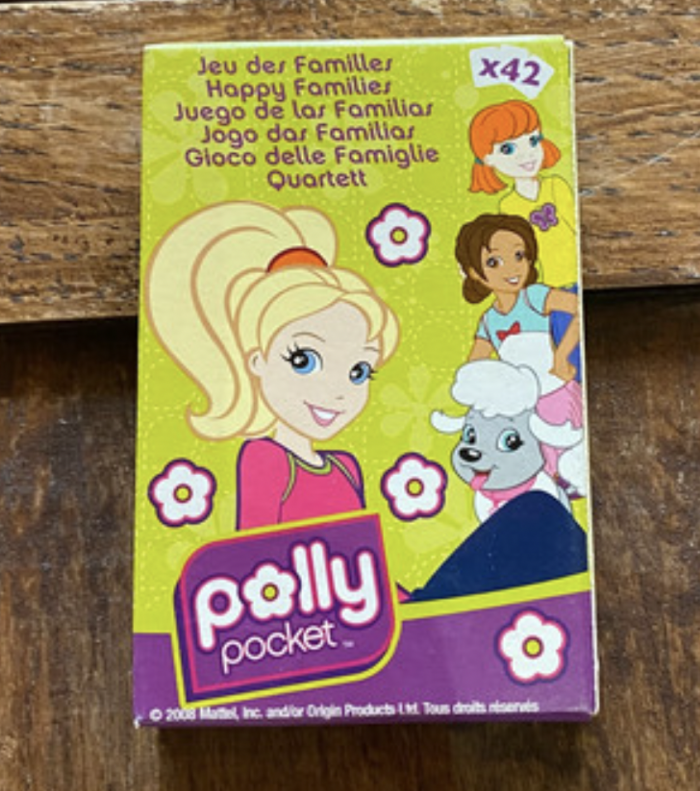 Jeu des Familles
Happy Families
Juego de las Familias
Jogo das Familias
Gioco delle Famiglie
Quartett
x42
polly
pocket™
© 2008 Mattel, Inc. and/or Origin Products Ltd. Tous droits réservés